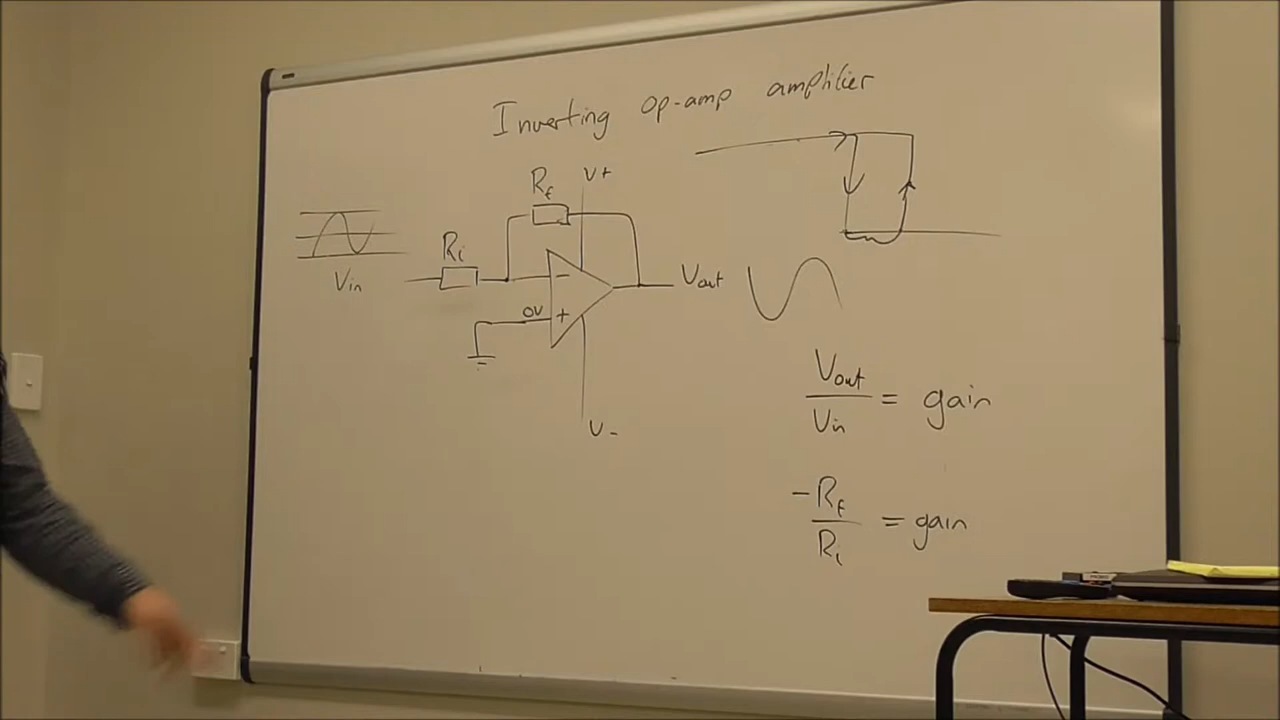 Inverting op-amp amplifier
Rf
V+
Ri
Vin
-
Vout
0V
+
V-
Vout
Vin
= gain
-Rf
Ri
= gain